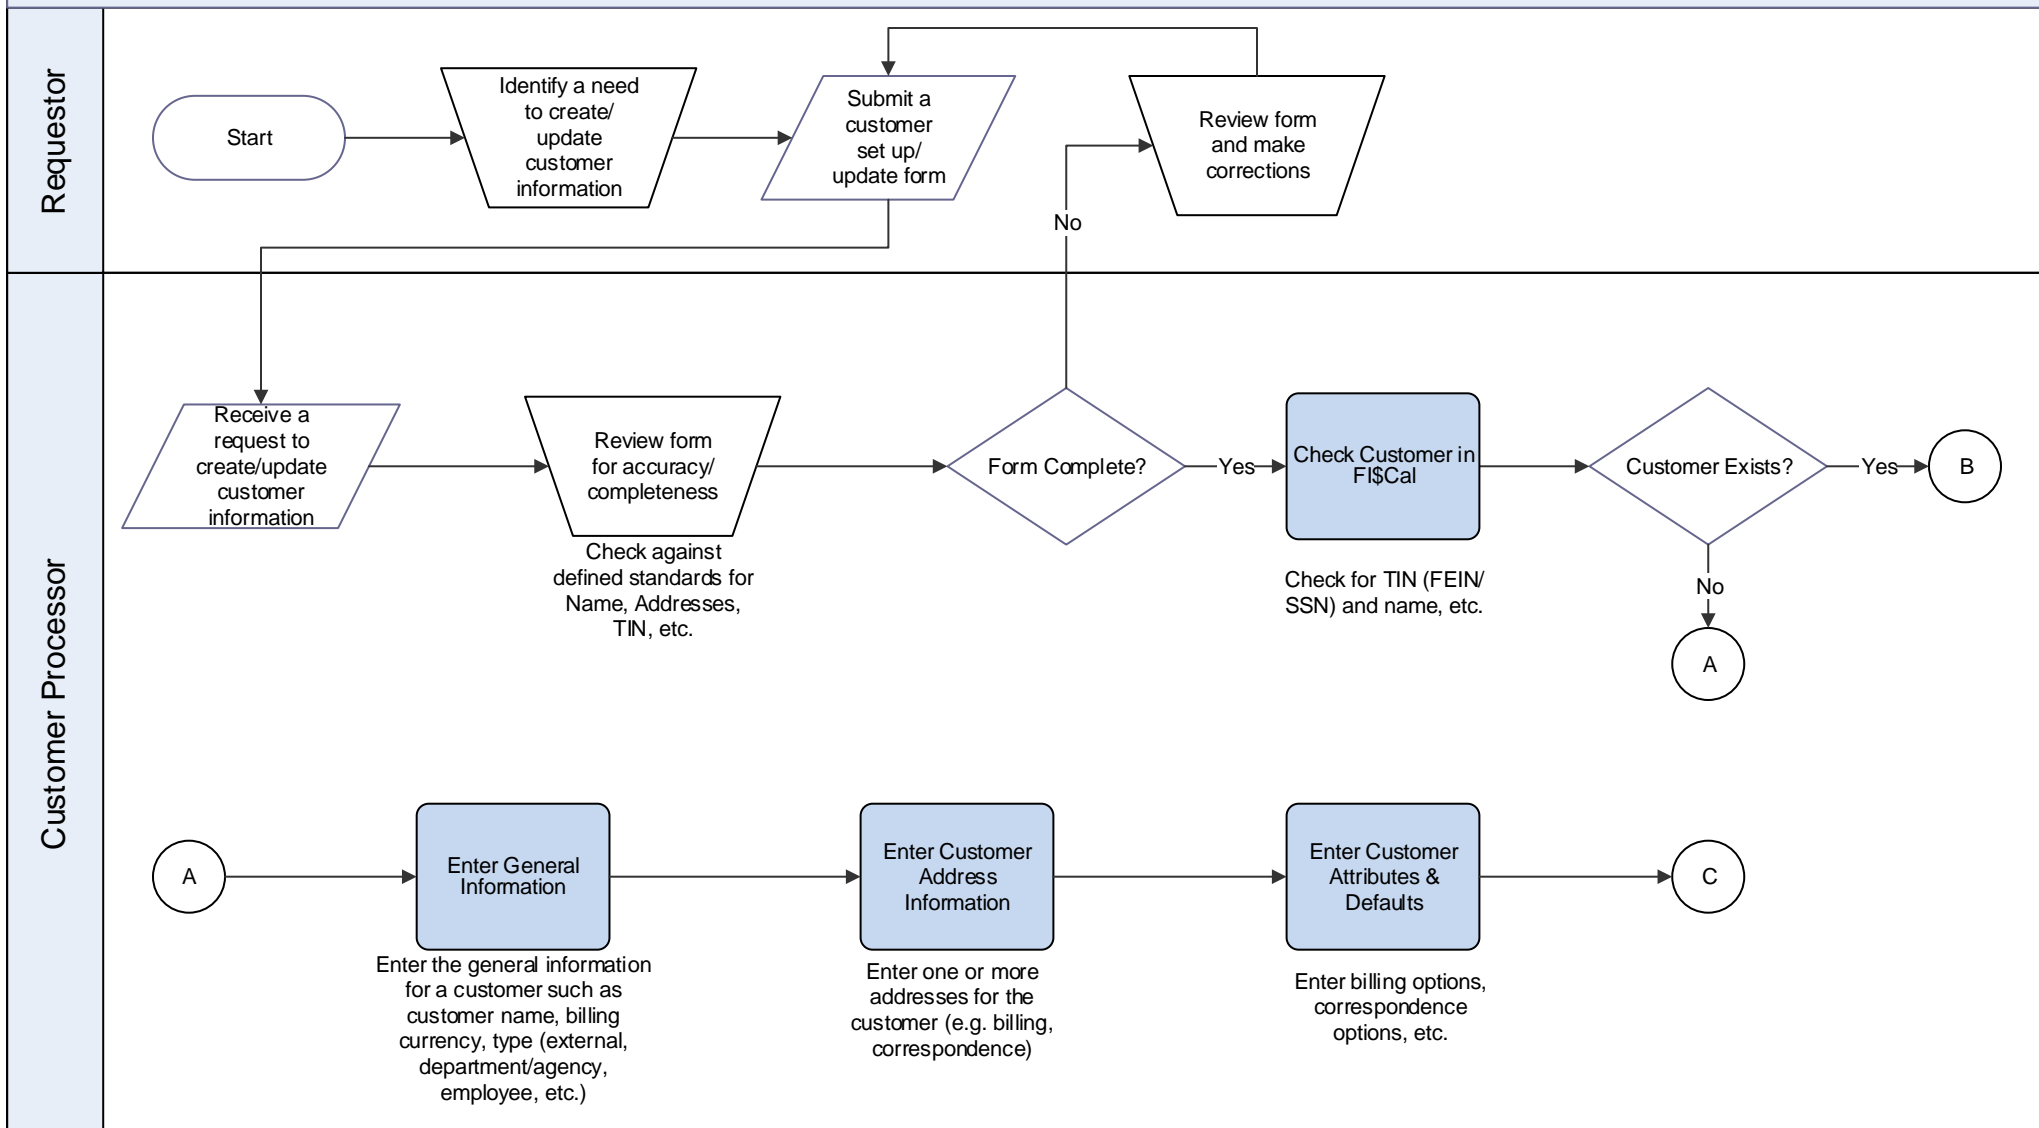 Requestor
Start
Identify a need
to create/
update
customer
information
Submit a
customer
set up/
update form
Review form
and make
corrections
No
Customer Processor
Receive a
request to
create/update
customer
information
Review form
for accuracy/
completeness
Check against
defined standards for
Name, Addresses,
TIN, etc.
Form Complete?
Yes
Check Customer in
FI$Cal
Check for TIN (FEIN/
SSN) and name, etc.
Customer Exists?
Yes
B
No
A
A
Enter General
Information
Enter the general information
for a customer such as
customer name, billing
currency, type (external,
department/agency,
employee, etc.)
Enter Customer
Address
Information
Enter one or more
addresses for the
customer (e.g. billing,
correspondence)
Enter Customer
Attributes &
Defaults
Enter billing options,
correspondence
options, etc.
C